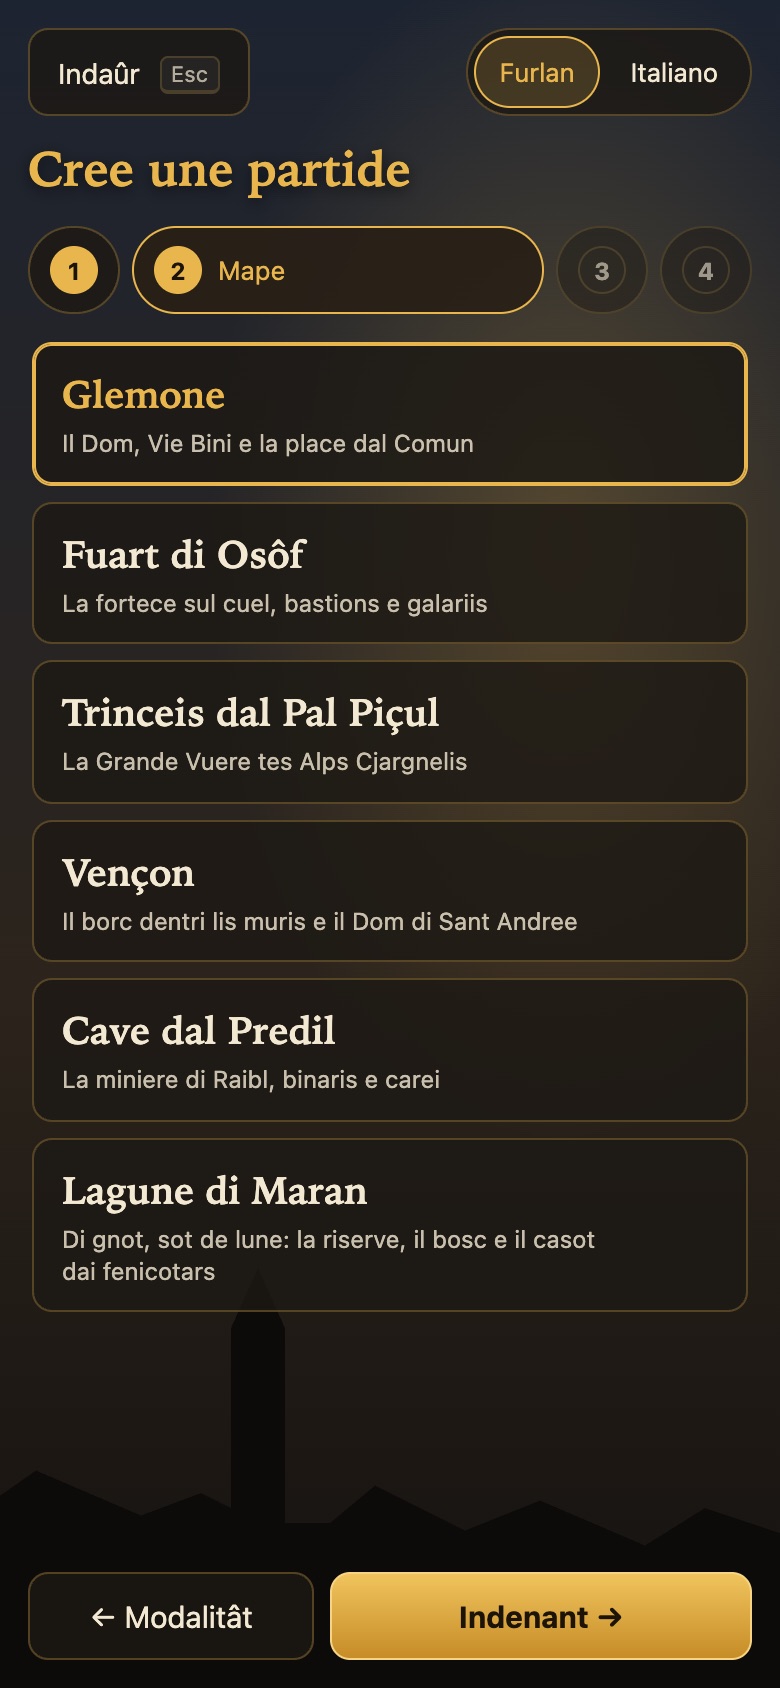 Indaûr Esc
Furlan Italiano
Cree une partide
1 2 Mape 3 4
Glemone
Il Dom, Vie Bini e la place dal Comun
Fuart di Osôf
La fortece sul cuel, bastions e galariis
Trinceis dal Pal Piçul
La Grande Vuere tes Alps Cjargnelis
Vençon
Il borc dentri lis muris e il Dom di Sant Andree
Cave dal Predil
La miniere di Raibl, binaris e carei
Lagune di Maran
Di gnot, sot de lune: la riserve, il bosc e il casot
dai fenicotars
← Modalitât
Indenant →